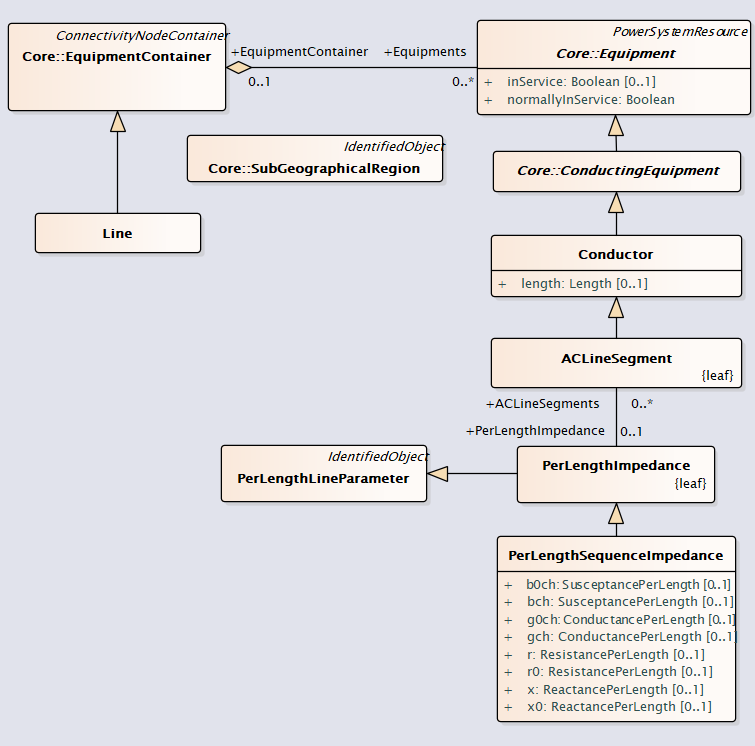 ConnectivityNodeContainer
Core::EquipmentContainer
+EquipmentContainer
+Equipments
0..1
0..*
PowerSystemResource
Core::Equipment
+ inService: Boolean [0..1]
+ normallyInService: Boolean
IdentifiedObject
Core::SubGeographicalRegion
Core::ConductingEquipment
Line
Conductor
+ length: Length [0..1]
ACLineSegment
{leaf}
+ACLineSegments
0..*
+PerLengthImpedance
0..1
IdentifiedObject
PerLengthLineParameter
PerLengthImpedance
{leaf}
PerLengthSequenceImpedance
+ b0ch: SusceptancePerLength [0..1]
+ bch: SusceptancePerLength [0..1]
+ g0ch: ConductancePerLength [0..1]
+ gch: ConductancePerLength [0..1]
+ r: ResistancePerLength [0..1]
+ r0: ResistancePerLength [0..1]
+ x: ReactancePerLength [0..1]
+ x0: ReactancePerLength [0..1]